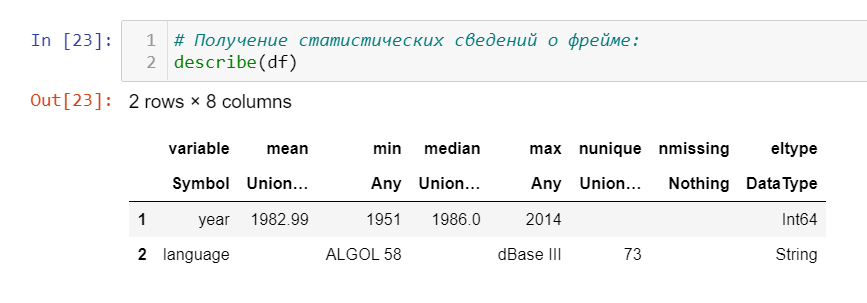 In [23]:
1 # Получение статистических сведений о фрейме:
2 describe(df)
Out[23]: 2 rows × 8 columns
variable mean min median max nunique nmissing eltype
Symbol Union… Any Union… Any Union… Nothing DataType
1 year 1982.99 1951 1986.0 2014 Int64
2 language ALGOL 58 dBase III 73 String